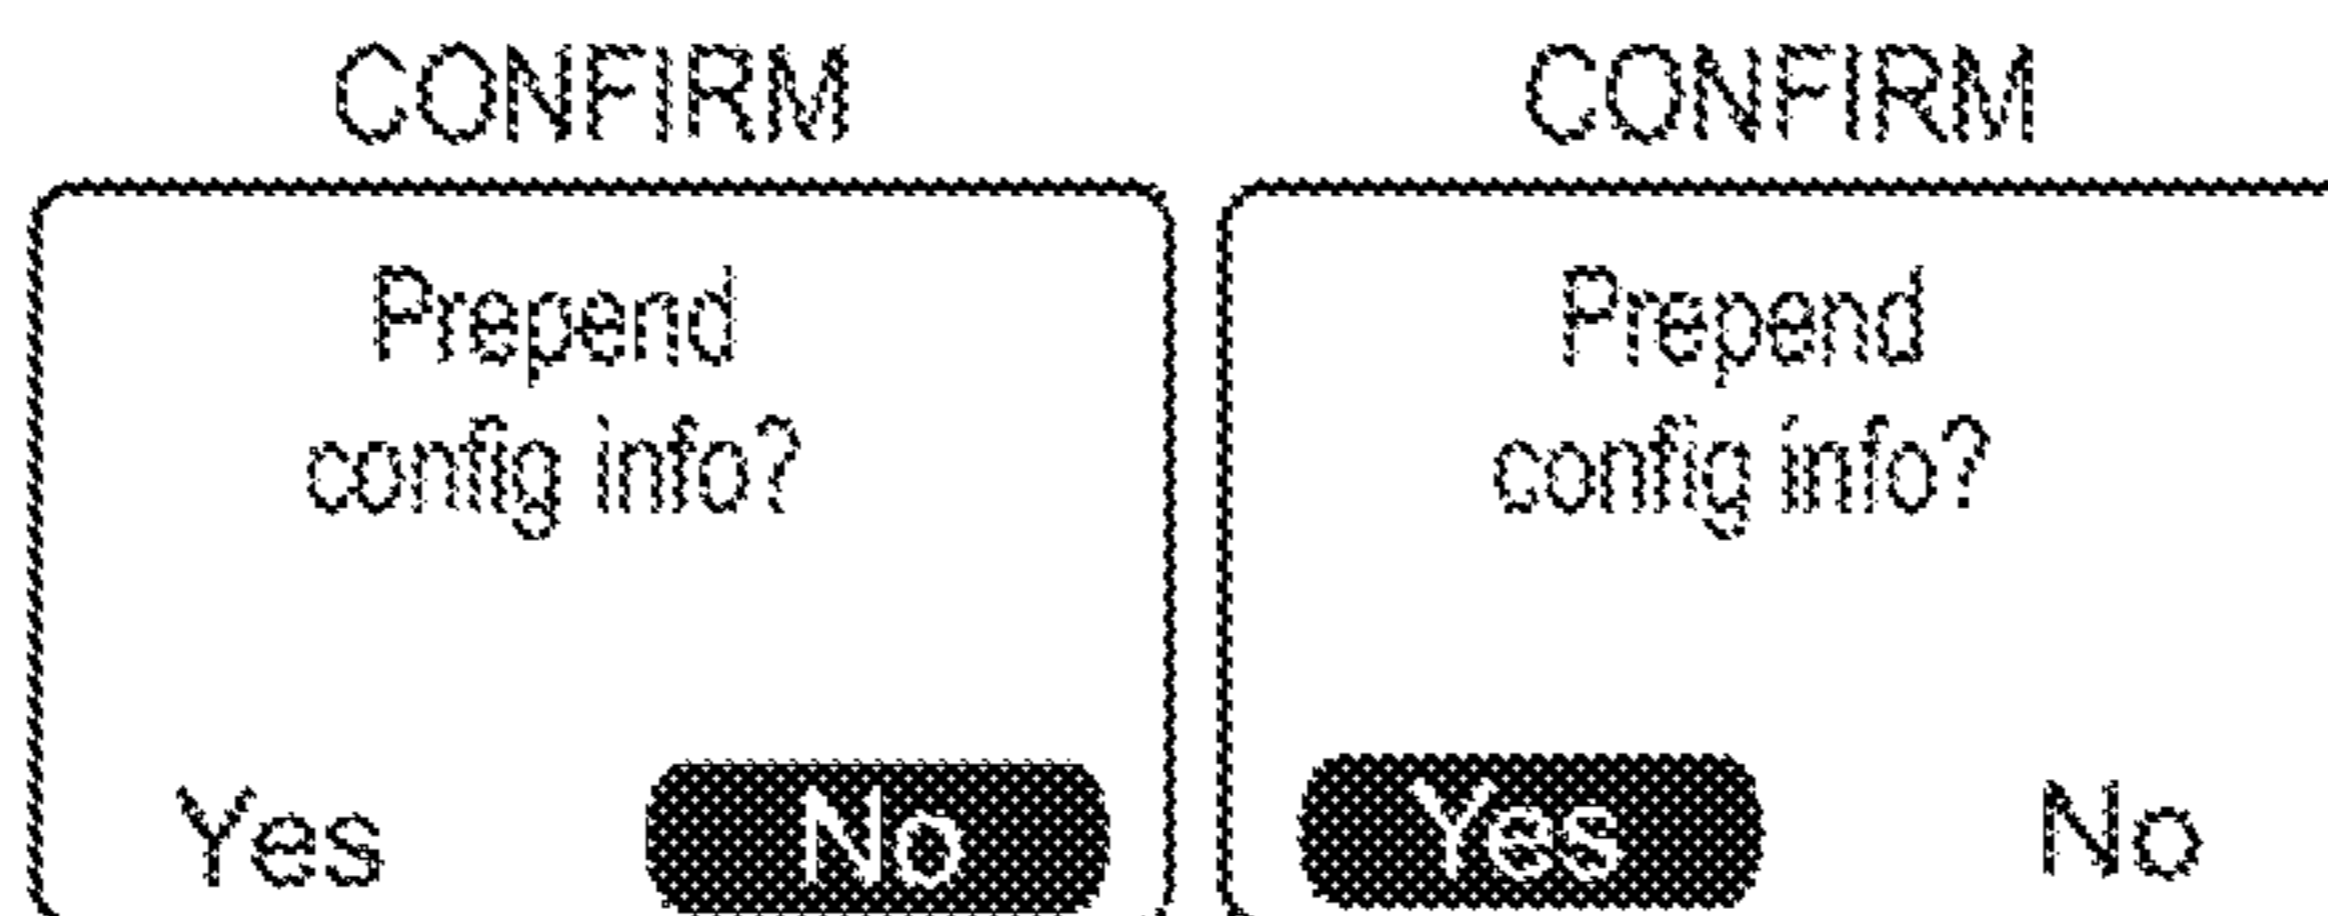 CONFIRM
Prepend
config info?
Yes No
CONFIRM
Prepend
config info?
Yes No